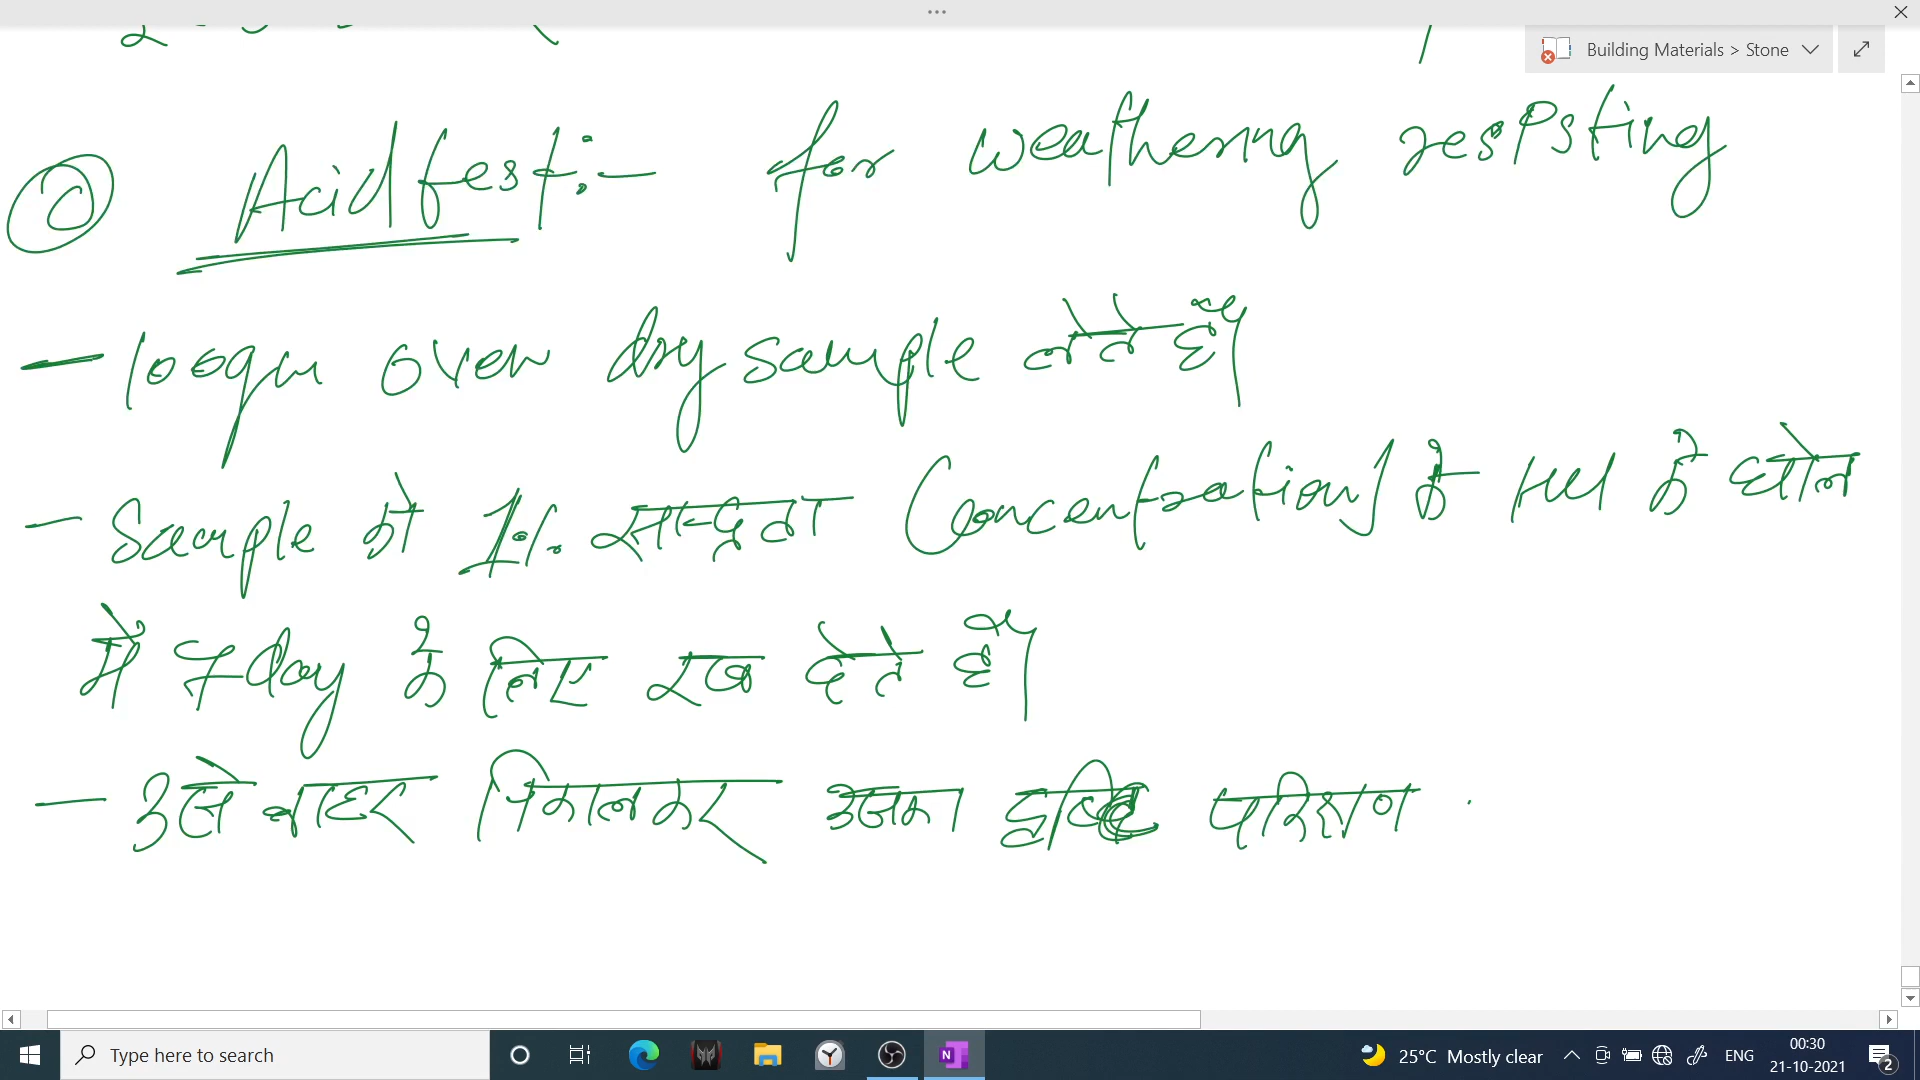 Building Materials > Stone
Acid test:- for weathering resisting
— 100gm oven dry sample लेते हैं।
— Sample को 1% सान्द्रता (Concentration) के HCl के घोल
में 7 day के लिए रख देते हैं।
— उसे बाहर निकालकर उसका परिक्षण
Type here to search
25°C Mostly clear
ENG
00:30
21-10-2021
2